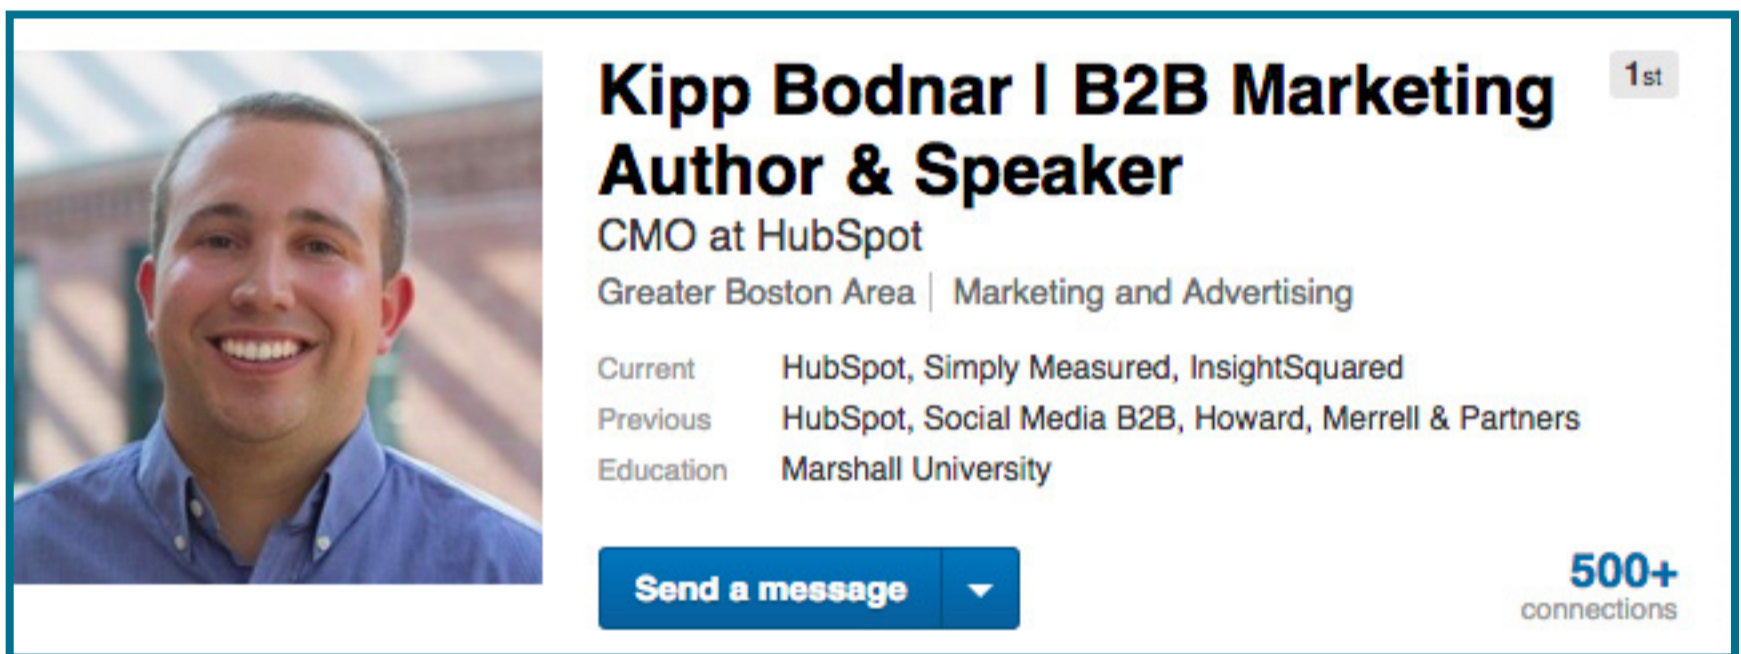 Kipp Bodnar | B2B Marketing
Author & Speaker
1st
CMO at HubSpot
Greater Boston Area | Marketing and Advertising
Current HubSpot, Simply Measured, InsightSquared
Previous HubSpot, Social Media B2B, Howard, Merrell & Partners
Education Marshall University
Send a message
500+
connections